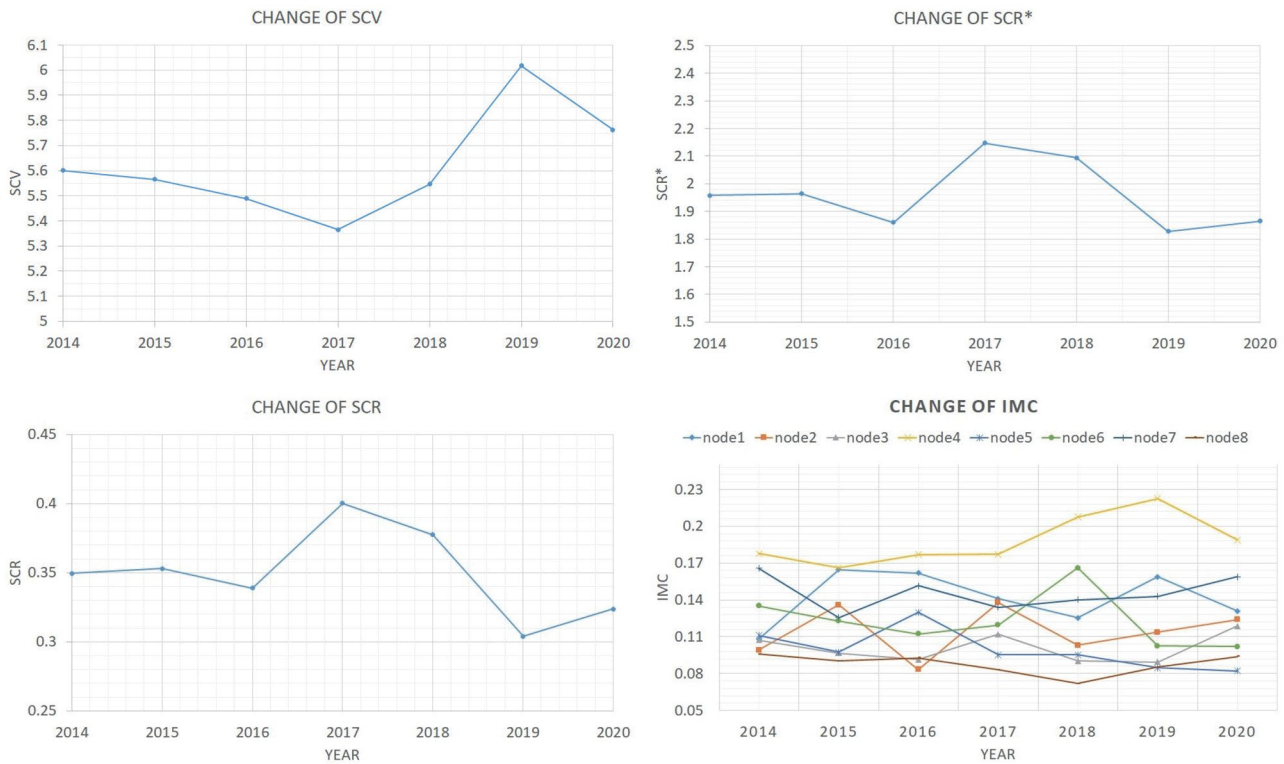 CHANGE OF SCV
6.1
6
5.9
5.8
5.7
5.6
5.5
5.4
5.3
5.2
5.1
5
SCV
2014 2015 2016 2017 2018 2019 2020
YEAR
CHANGE OF SCR*
2.5
2.4
2.3
2.2
2.1
2
1.9
1.8
1.7
1.6
1.5
SCR*
2014 2015 2016 2017 2018 2019 2020
YEAR
CHANGE OF SCR
0.45
0.4
0.35
0.3
0.25
SCR
2014 2015 2016 2017 2018 2019 2020
YEAR
CHANGE OF IMC
node1 node2 node3 node4 node5 node6 node7 node8
0.23
0.2
0.17
0.14
0.11
0.08
0.05
IMC
2014 2015 2016 2017 2018 2019 2020
YEAR